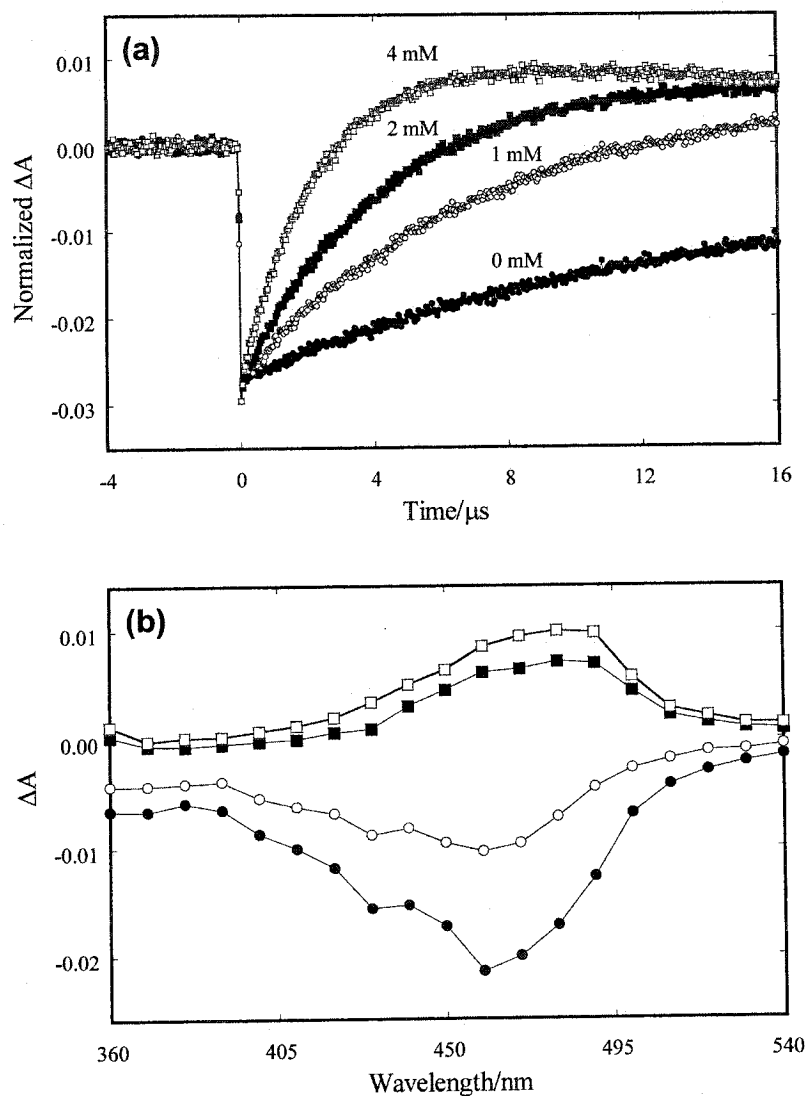 (a)
0.01
0.00
-0.01
-0.02
-0.03
Normalized ΔA
4 mM
2 mM
1 mM
0 mM
-4
0
4
8
12
16
Time/μs
(b)
0.01
0.00
-0.01
-0.02
ΔA
360
405
450
495
540
Wavelength/nm